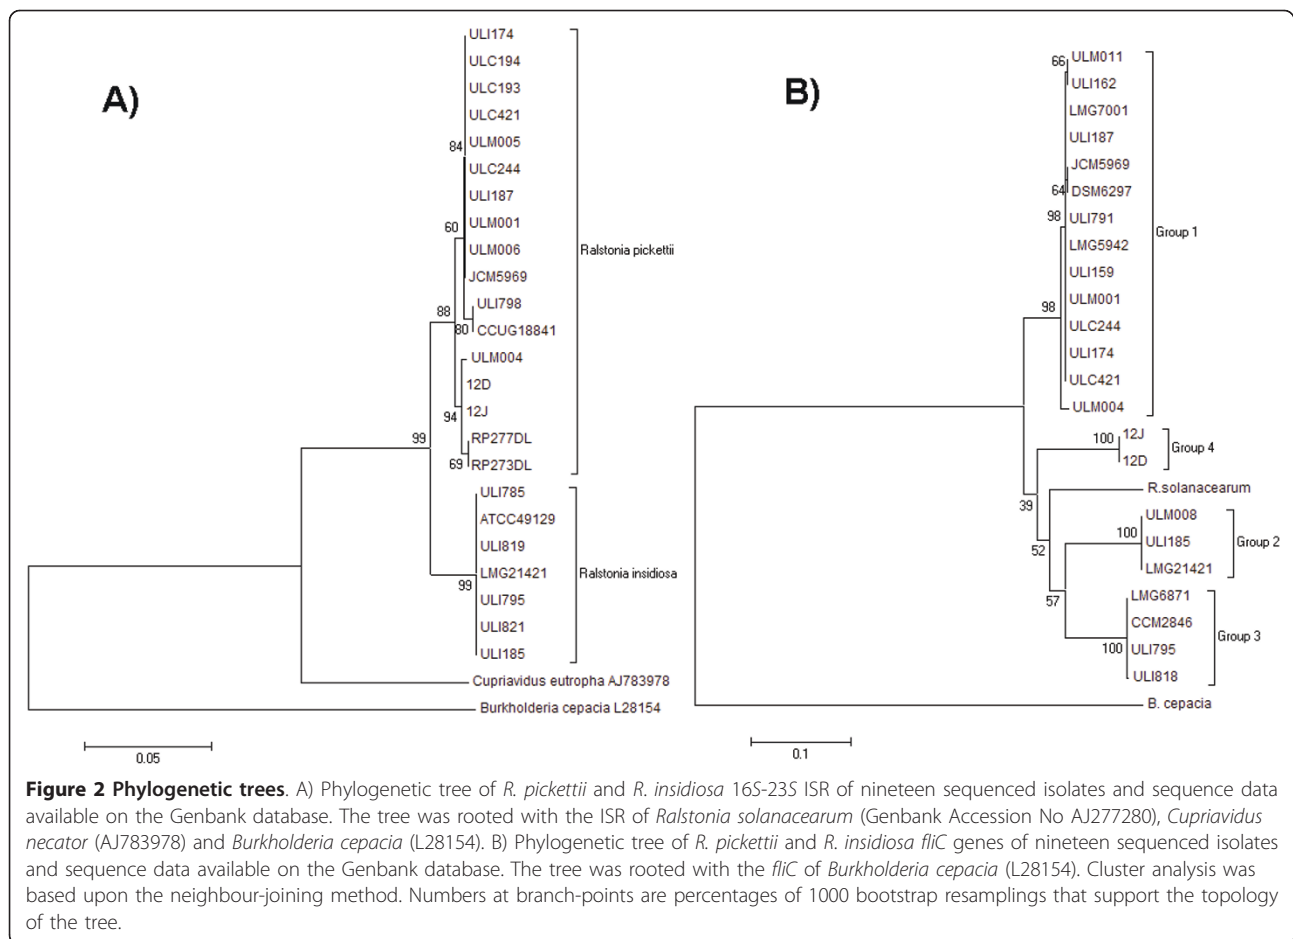 A)
ULI174
ULC194
ULC193
ULC421
ULM005
84
ULC244
ULI187
ULM001
60
ULM006
Ralstonia pickettii
JCM5969
ULI798
88
80
CCUG18841
ULM004
12D
12J
94
RP277DL
99
69
RP273DL
ULI785
ATCC49129
ULI819
LMG21421
Ralstonia insidiosa
99
ULI795
ULI821
ULI185
Cupriavidus eutropha AJ783978
Burkholderia cepacia L28154
0.05
B)
66
ULM011
ULI162
LMG7001
ULI187
JCM5969
64
DSM6297
98
ULI791
Group 1
LMG5942
ULI159
ULM001
98
ULC244
ULI174
ULC421
ULM004
100
12J
Group 4
12D
R.solanacearum
39
ULM008
100
ULI185
Group 2
52
LMG21421
57
LMG6871
CCM2846
Group 3
100
ULI795
ULI818
B. cepacia
0.1
Figure 2 Phylogenetic trees. A) Phylogenetic tree of R. pickettii and R. insidiosa 16S-23S ISR of nineteen sequenced isolates and sequence data
available on the Genbank database. The tree was rooted with the ISR of Ralstonia solanacearum (Genbank Accession No AJ277280), Cupriavidus
necator (AJ783978) and Burkholderia cepacia (L28154). B) Phylogenetic tree of R. pickettii and R. insidiosa fliC genes of nineteen sequenced isolates
and sequence data available on the Genbank database. The tree was rooted with the fliC of Burkholderia cepacia (L28154). Cluster analysis was
based upon the neighbour-joining method. Numbers at branch-points are percentages of 1000 bootstrap resamplings that support the topology
of the tree.